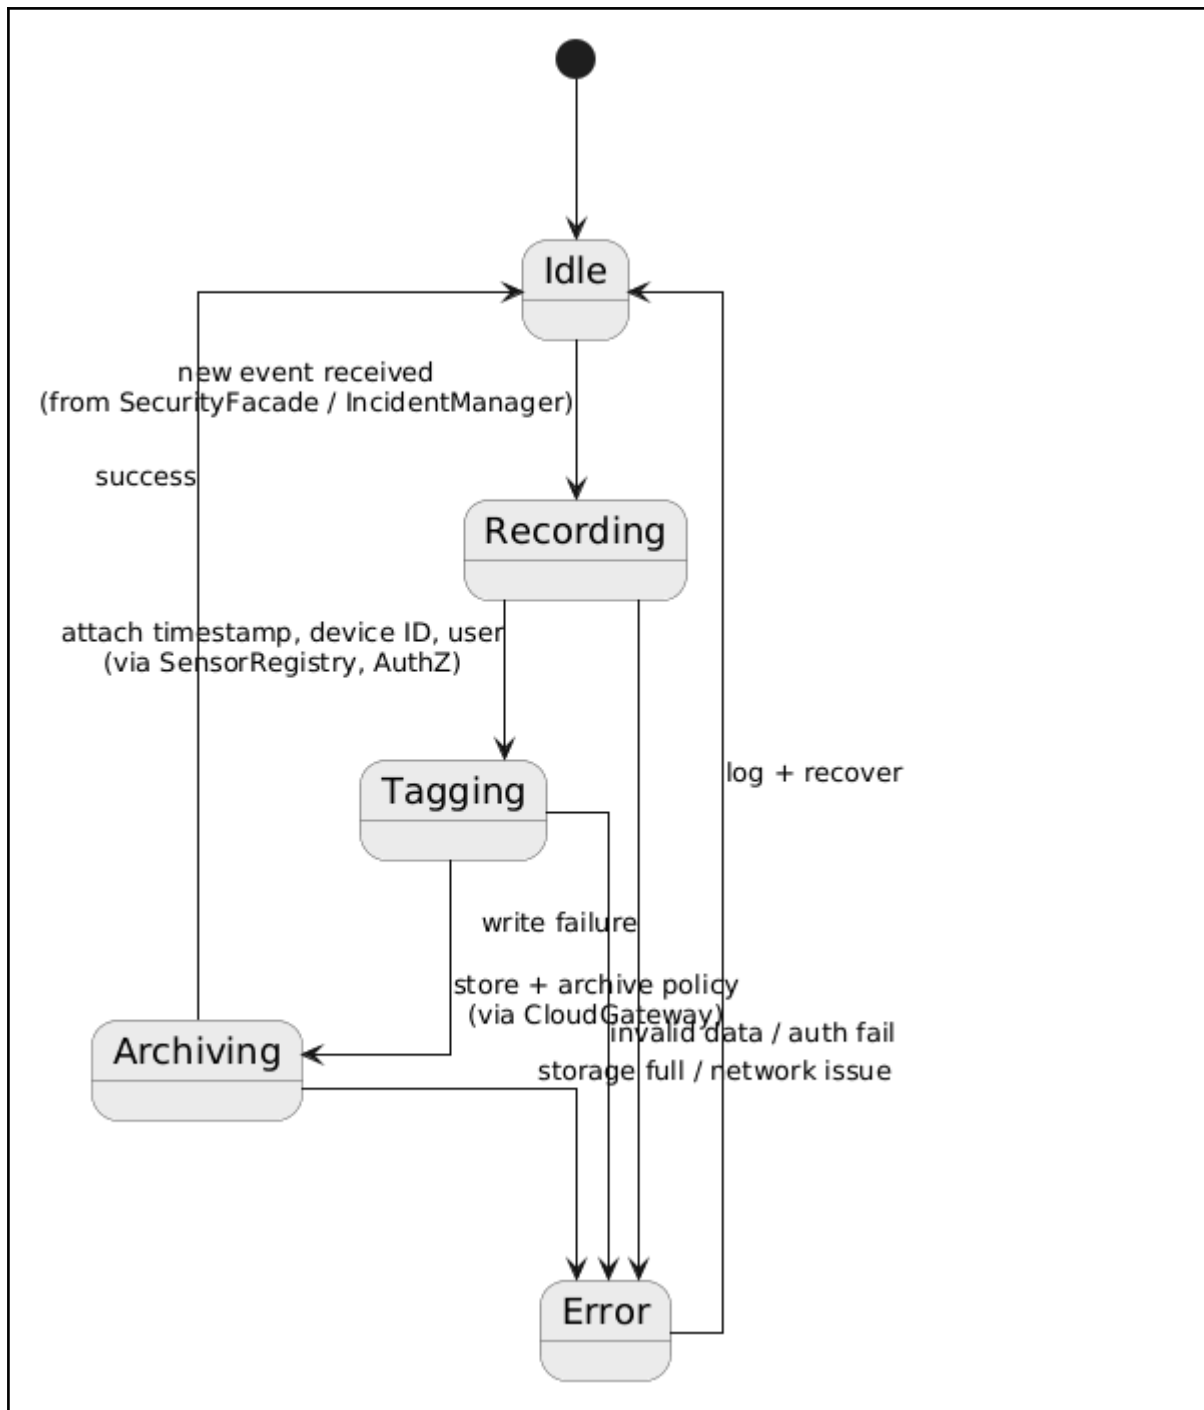 Idle
new event received
(from SecurityFacade / IncidentManager)
success
Recording
attach timestamp, device ID, user
(via SensorRegistry, AuthZ)
Tagging
log + recover
write failure
store + archive policy
(via CloudGateway)
invalid data / auth fail
Archiving
storage full / network issue
Error